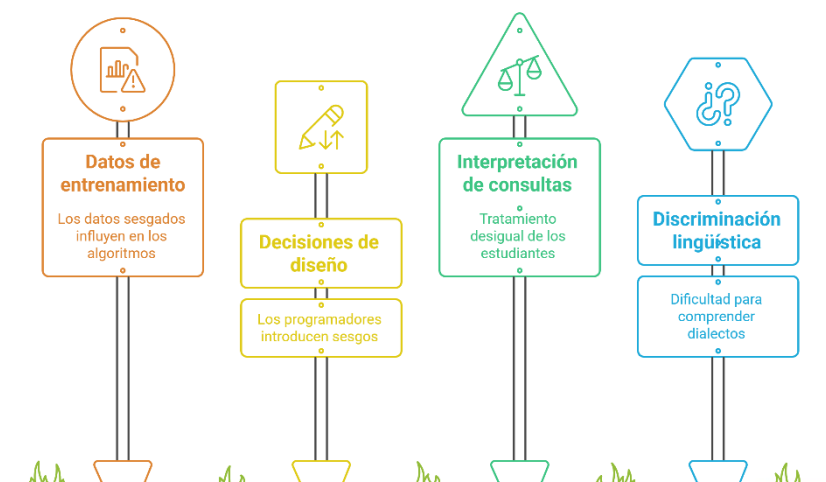 Datos de
entrenamiento
Los datos sesgados
influyen en los
algoritmos
Decisiones de
diseño
Los programadores
introducen sesgos
Interpretación
de consultas
Tratamiento
desigual de los
estudiantes
¿?
Discriminación
lingüística
Dificultad para
comprender
dialectos